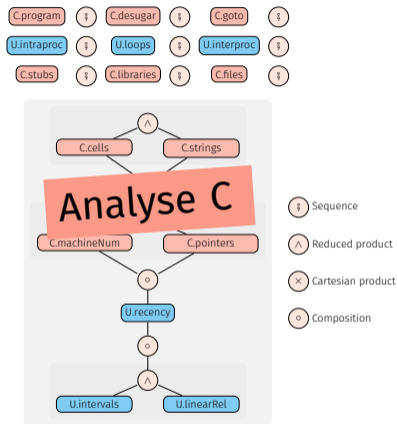 C.program ; C.desugar ; C.goto ;
U.intraproc ; U.loops ; U.interproc ;
C.stubs ; C.libraries ; C.files ;
∧
C.cells C.strings
Analyse C
C.machineNum C.pointers
∘
U.recency
∘
∧
U.intervals U.linearRel
; Sequence
∧ Reduced product
× Cartesian product
∘ Composition